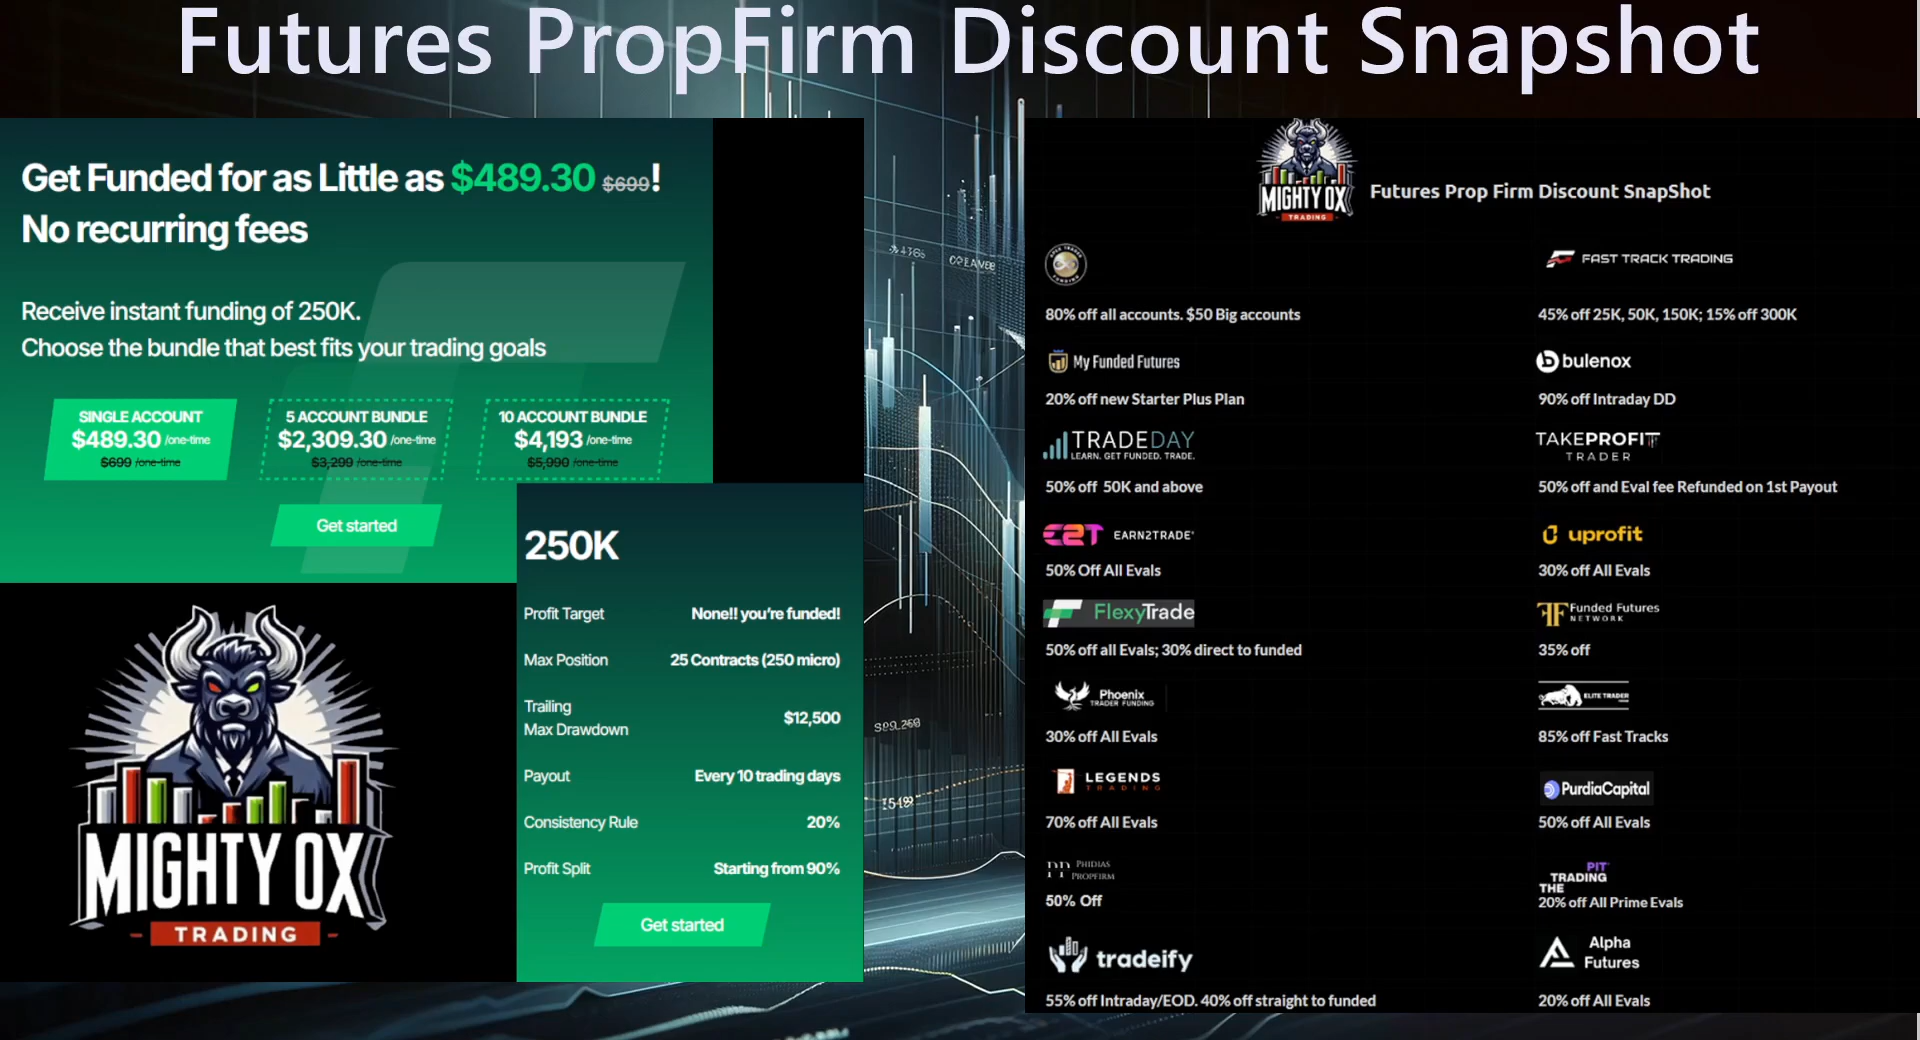 Futures PropFirm Discount Snapshot
Get Funded for as Little as $489.30 $699!
No recurring fees
Receive instant funding of 250K.
Choose the bundle that best fits your trading goals
SINGLE ACCOUNT
$489.30 /one-time
$699 /one-time
5 ACCOUNT BUNDLE
$2,309.30 /one-time
$3,299 /one-time
10 ACCOUNT BUNDLE
$4,193 /one-time
$5,990 /one-time
Get started
250K
Profit Target None!! you're funded!
Max Position 25 Contracts (250 micro)
Trailing
Max Drawdown $12,500
Payout Every 10 trading days
Consistency Rule 20%
Profit Split Starting from 90%
Get started
MIGHTY OX
- TRADING -
MIGHTY OX
- TRADING -
Futures Prop Firm Discount SnapShot
80% off all accounts. $50 Big accounts
FAST TRACK TRADING
45% off 25K, 50K, 150K; 15% off 300K
My Funded Futures
20% off new Starter Plus Plan
bulenox
90% off Intraday DD
TRADEDAY
LEARN. GET FUNDED. TRADE.
50% off 50K and above
TAKEPROFIT
TRADER
50% off and Eval fee Refunded on 1st Payout
E2T EARN2TRADE
50% Off All Evals
uprofit
30% off All Evals
FlexyTrade
50% off all Evals; 30% direct to funded
Funded Futures
NETWORK
35% off
Phoenix
TRADER FUNDING
30% off All Evals
ELITE TRADER
85% off Fast Tracks
LEGENDS
TRADING
70% off All Evals
PurdiaCapital
50% off All Evals
PHIDIAS
PROPFIRM
50% Off
PIT
TRADING
THE
20% off All Prime Evals
tradeify
55% off Intraday/EOD. 40% off straight to funded
Alpha
Futures
20% off All Evals